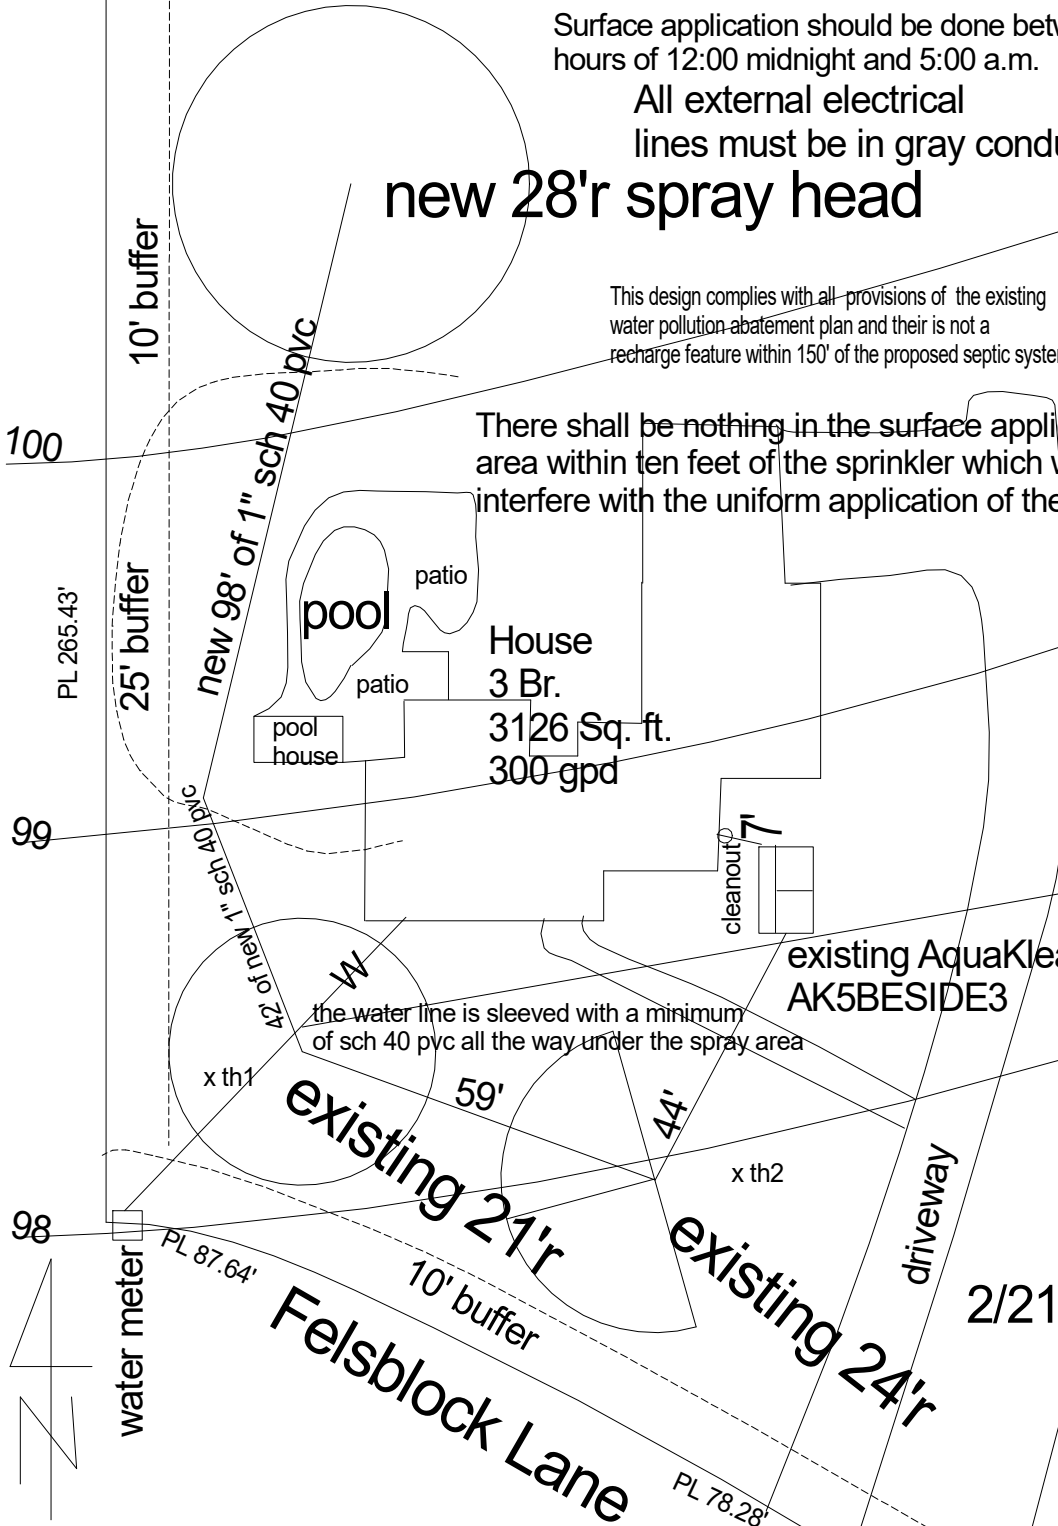 Surface application should be done betw
hours of 12:00 midnight and 5:00 a.m.
All external electrical
lines must be in gray condu
new 28'r spray head
10' buffer
This design complies with all provisions of the existing
water pollution abatement plan and their is not a
recharge feature within 150' of the proposed septic system
new 98' of 1" sch 40 pvc
100
There shall be nothing in the surface appli
area within ten feet of the sprinkler which w
interfere with the uniform application of the
patio
pool
PL 265.43'
25' buffer
House
3 Br.
3126 Sq. ft.
300 gpd
patio
pool
house
99
42' of new 1" sch 40 pvc
7'
cleanout
existing AquaKlea
AK5BESIDE3
W
the water line is sleeved with a minimum
of sch 40 pvc all the way under the spray area
x th1
59'
44'
existing 21'r
x th2
98
existing 24'r
driveway
PL 87.64'
water meter
10' buffer
2/21
Felsblock Lane
N
PL 78.28'